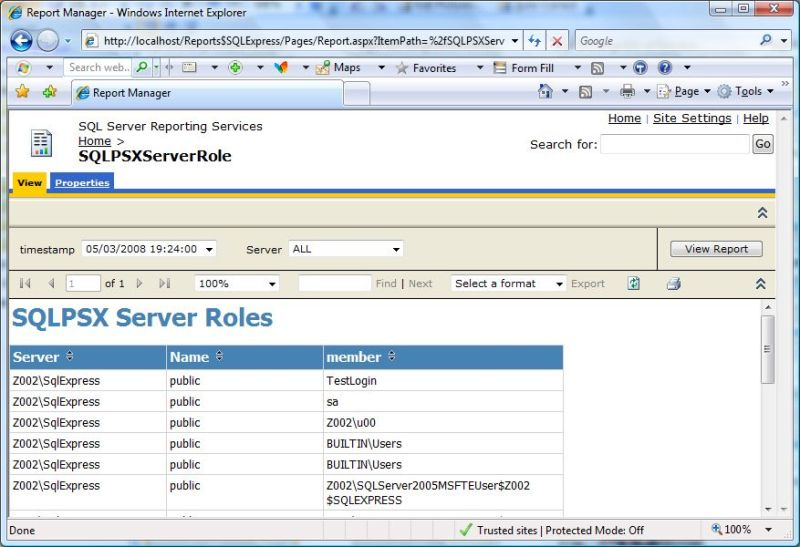 Report Manager - Windows Internet Explorer
http://localhost/Reports$SQLExpress/Pages/Report.aspx?ItemPath=%2fSQLPSXServ
Google
Search web..
Maps
Favorites
Form Fill
Report Manager
Page
Tools
SQL Server Reporting Services
Home >
SQLPSXServerRole
Home | Site Settings | Help
Search for:
Go
View
Properties
timestamp 05/03/2008 19:24:00
Server ALL
View Report
1 of 1
100%
Find | Next
Select a format
Export
SQLPSX Server Roles
Server Name member
Z002\SqlExpress public TestLogin
Z002\SqlExpress public sa
Z002\SqlExpress public Z002\u00
Z002\SqlExpress public BUILTIN\Users
Z002\SqlExpress public BUILTIN\Users
Z002\SqlExpress public Z002\SQLServer2005MSFTEUser$Z002
$SQLEXPRESS
Done
Trusted sites | Protected Mode: Off
100%